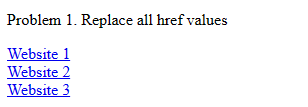 Problem 1. Replace all href values
Website 1
Website 2
Website 3